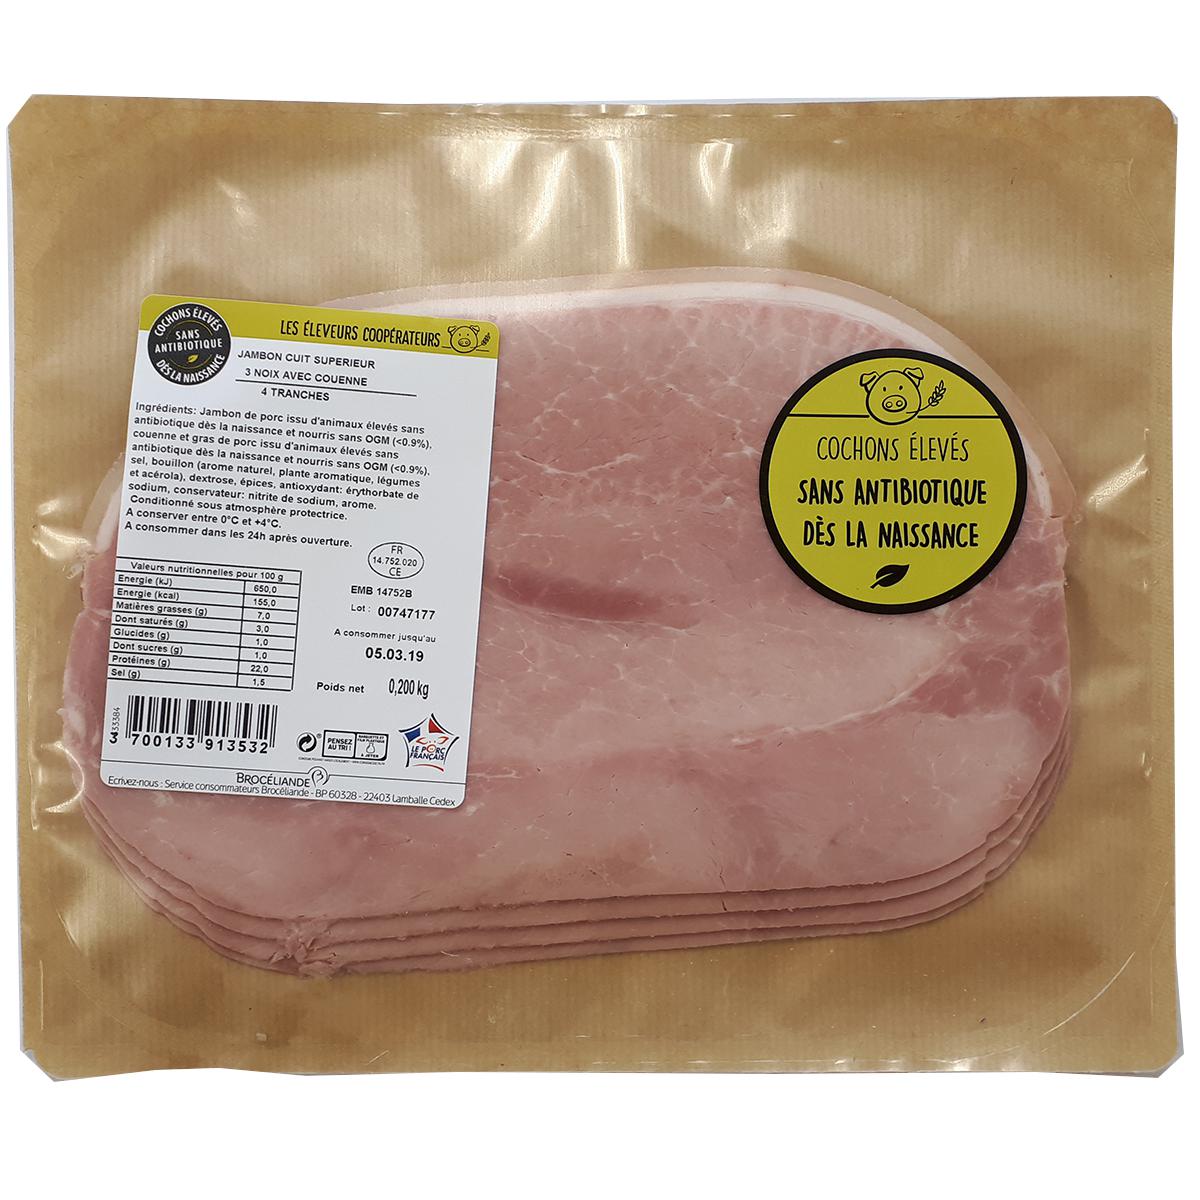 COCHONS ÉLEVÉS
SANS
ANTIBIOTIQUE
DÈS LA NAISSANCE
LES ÉLEVEURS COOPÉRATEURS
JAMBON CUIT SUPERIEUR
3 NOIX AVEC COUENNE
4 TRANCHES
Ingrédients: Jambon de porc issu d'animaux élevés sans
antibiotique dès la naissance et nourris sans OGM (<0.9%).
couenne et gras de porc issu d'animaux élevés sans
antibiotique dès la naissance et nourris sans OGM (<0.9%).
sel, bouillon (arome naturel, plante aromatique, légumes
et acérola), dextrose, épices, antioxydant: érythorbate de
sodium, conservateur: nitrite de sodium, arome.
Conditionné sous atmosphère protectrice.
A conserver entre 0°C et +4°C.
A consommer dans les 24h après ouverture.
FR
14.752.020
CE
EMB 14752B
Lot : 00747177
A consommer jusqu'au
05.03.19
Poids net 0,200 kg
Valeurs nutritionnelles pour 100 g
Energie (kJ) 650,0
Energie (kcal) 155,0
Matières grasses (g) 7,0
Dont saturés (g) 3,0
Glucides (g) 1,0
Dont sucres (g) 1,0
Protéines (g) 22,0
Sel (g) 1,5
3 700133 913532
PENSEZ
AU TRI !
BARQUETTE ET
FILM PLASTIQUE
À JETER
LE PORC
FRANÇAIS
BROCÉLIANDE
Ecrivez-nous : Service consommateurs Brocéliande - BP 60328 - 22403 Lamballe Cedex
COCHONS ÉLEVÉS
SANS ANTIBIOTIQUE
DÈS LA NAISSANCE